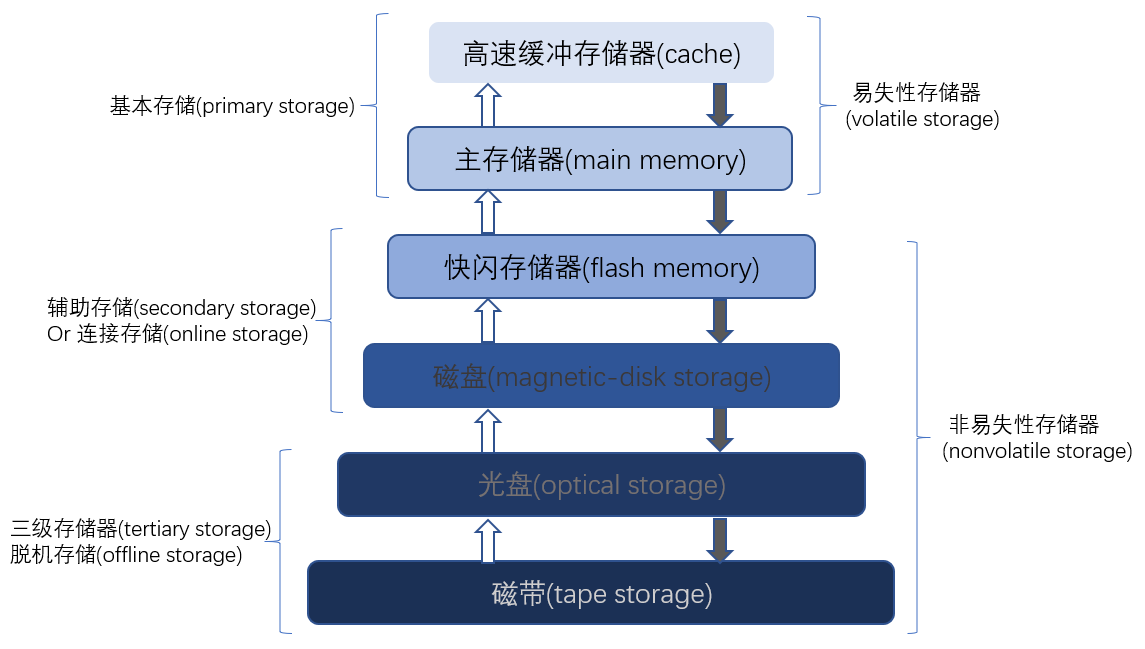 高速缓冲存储器(cache)
基本存储(primary storage)
易失性存储器
(volatile storage)
主存储器(main memory)
快闪存储器(flash memory)
辅助存储(secondary storage)
Or 连接存储(online storage)
磁盘(magnetic-disk storage)
非易失性存储器
(nonvolatile storage)
光盘(optical storage)
三级存储器(tertiary storage)
脱机存储(offline storage)
磁带(tape storage)